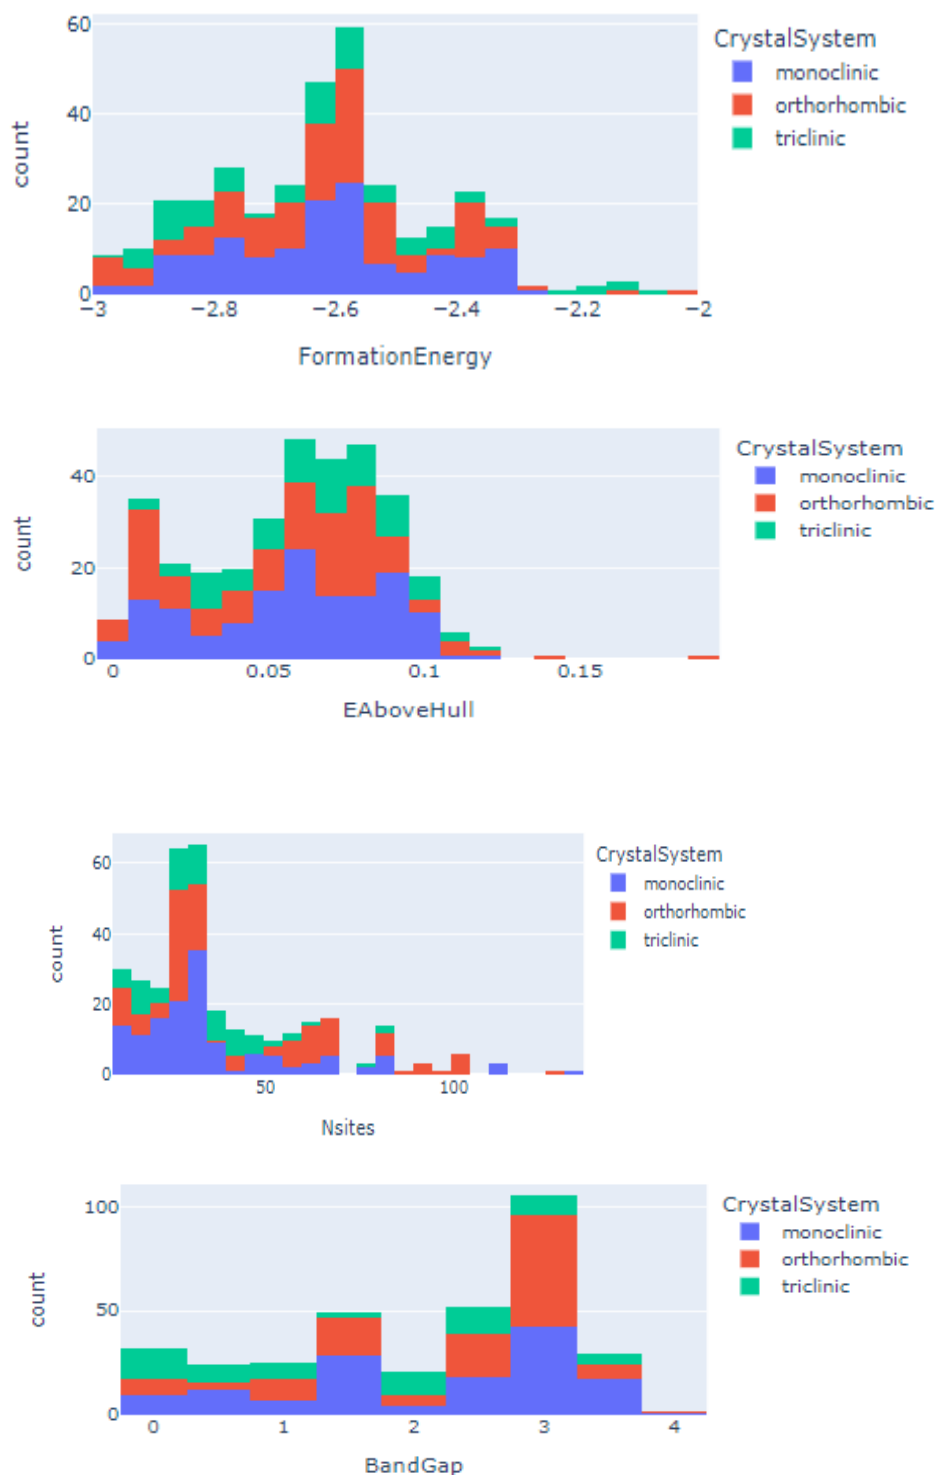 60
CrystalSystem
monoclinic
40
orthorhombic
triclinic
count
20
0
−3 −2.8 −2.6 −2.4 −2.2 −2
FormationEnergy
CrystalSystem
40
monoclinic
orthorhombic
count
triclinic
20
0
0 0.05 0.1 0.15
EAboveHull
60
CrystalSystem
monoclinic
40
orthorhombic
count
triclinic
20
0
50 100
Nsites
100
CrystalSystem
monoclinic
orthorhombic
count
triclinic
50
0
0 1 2 3 4
BandGap